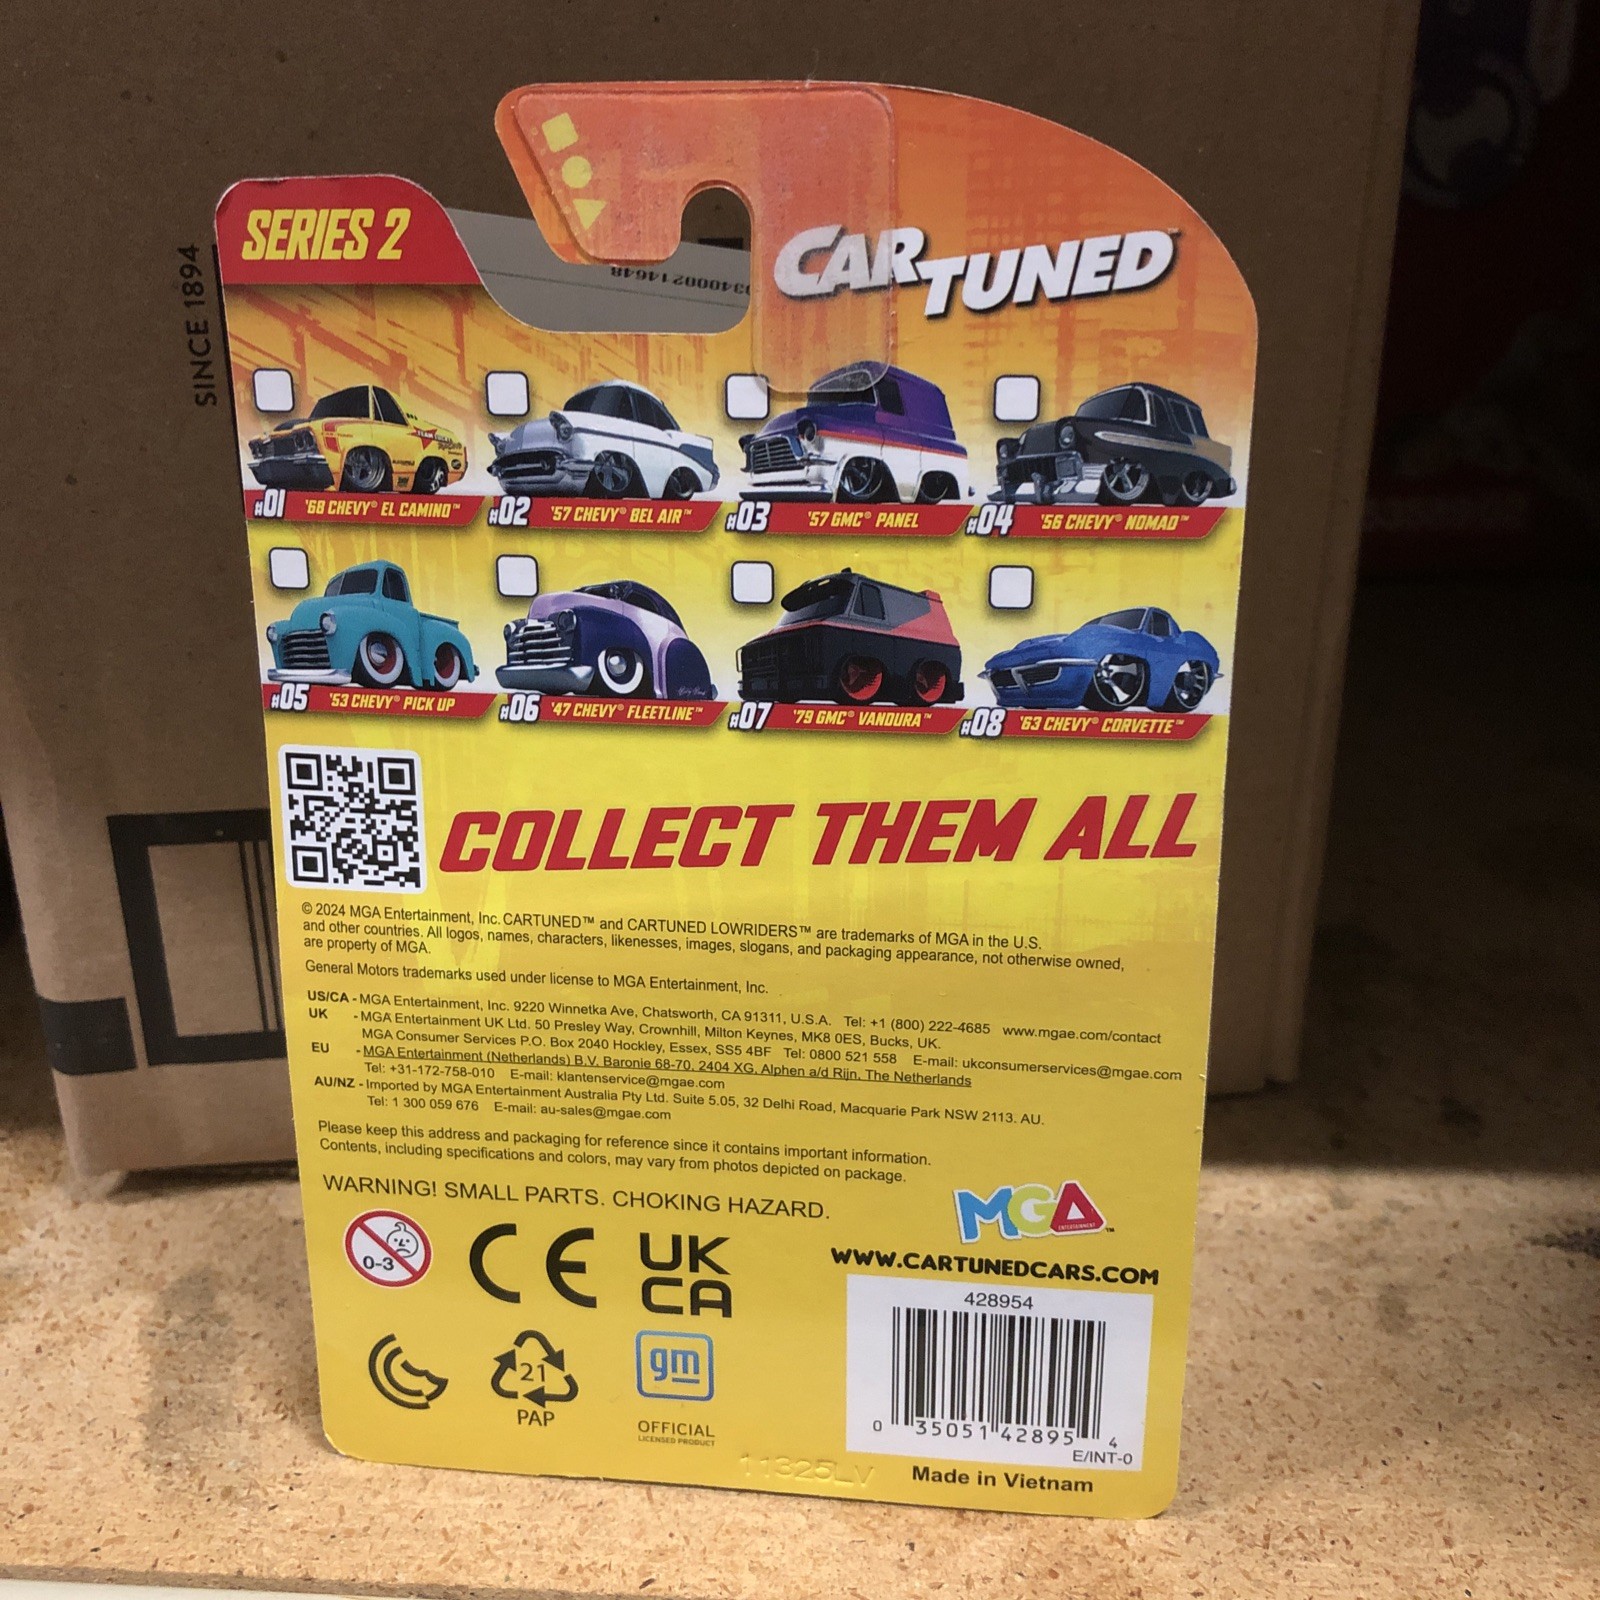 SERIES 2
CARTUNED™
SINCE 1894
034000214648
#01 '68 CHEVY® EL CAMINO™
#02 '57 CHEVY® BEL AIR™
#03 '57 GMC® PANEL
#04 '56 CHEVY® NOMAD™
#05 '53 CHEVY® PICK UP
#06 '47 CHEVY® FLEETLINE™
#07 '79 GMC® VANDURA™
#08 '63 CHEVY® CORVETTE™
COLLECT THEM ALL
© 2024 MGA Entertainment, Inc. CARTUNED™ and CARTUNED LOWRIDERS™ are trademarks of MGA in the U.S.
and other countries. All logos, names, characters, likenesses, images, slogans, and packaging appearance, not otherwise owned,
are property of MGA.
General Motors trademarks used under license to MGA Entertainment, Inc.
US/CA - MGA Entertainment, Inc. 9220 Winnetka Ave, Chatsworth, CA 91311, U.S.A. Tel: +1 (800) 222-4685 www.mgae.com/contact
UK - MGA Entertainment UK Ltd. 50 Presley Way, Crownhill, Milton Keynes, MK8 0ES, Bucks, UK.
MGA Consumer Services P.O. Box 2040 Hockley, Essex, SS5 4BF Tel: 0800 521 558 E-mail: ukconsumerservices@mgae.com
EU - MGA Entertainment (Netherlands) B.V. Baronie 68-70, 2404 XG, Alphen a/d Rijn, The Netherlands
Tel: +31-172-758-010 E-mail: klantenservice@mgae.com
AU/NZ - Imported by MGA Entertainment Australia Pty Ltd. Suite 5.05, 32 Delhi Road, Macquarie Park NSW 2113. AU.
Tel: 1 300 059 676 E-mail: au-sales@mgae.com
Please keep this address and packaging for reference since it contains important information.
Contents, including specifications and colors, may vary from photos depicted on package.
WARNING! SMALL PARTS. CHOKING HAZARD.
MGA
ENTERTAINMENT™
0-3
CE
UK
CA
WWW.CARTUNEDCARS.COM
428954
21
PAP
gm
OFFICIAL
LICENSED PRODUCT
0 35051 42895 4
E/INT-0
11325LV
Made in Vietnam